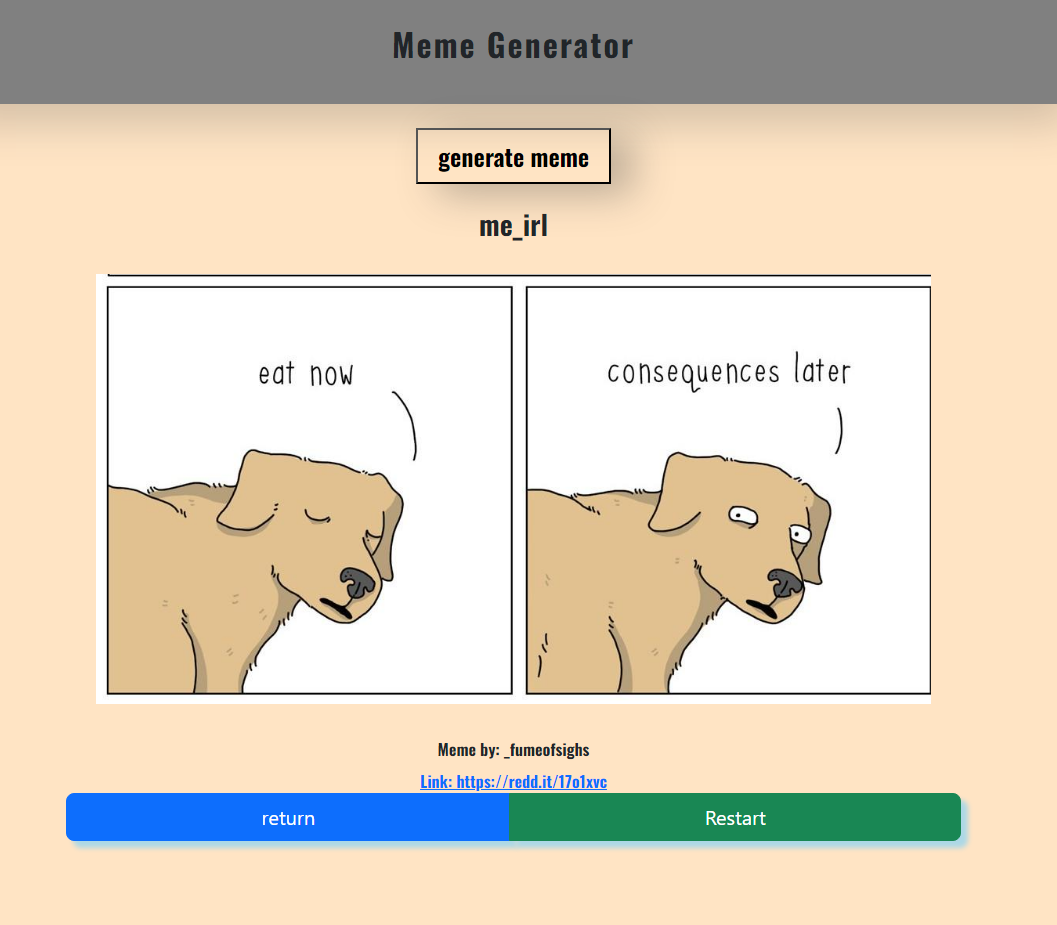 Meme Generator
generate meme
me_irl
eat now
consequences later
Meme by: _fumeofsighs
Link: https://redd.it/17o1xvc
return
Restart